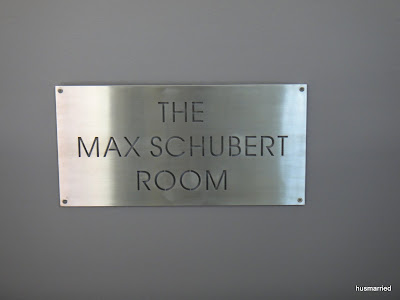 THE
MAX SCHUBERT
ROOM
husmarried